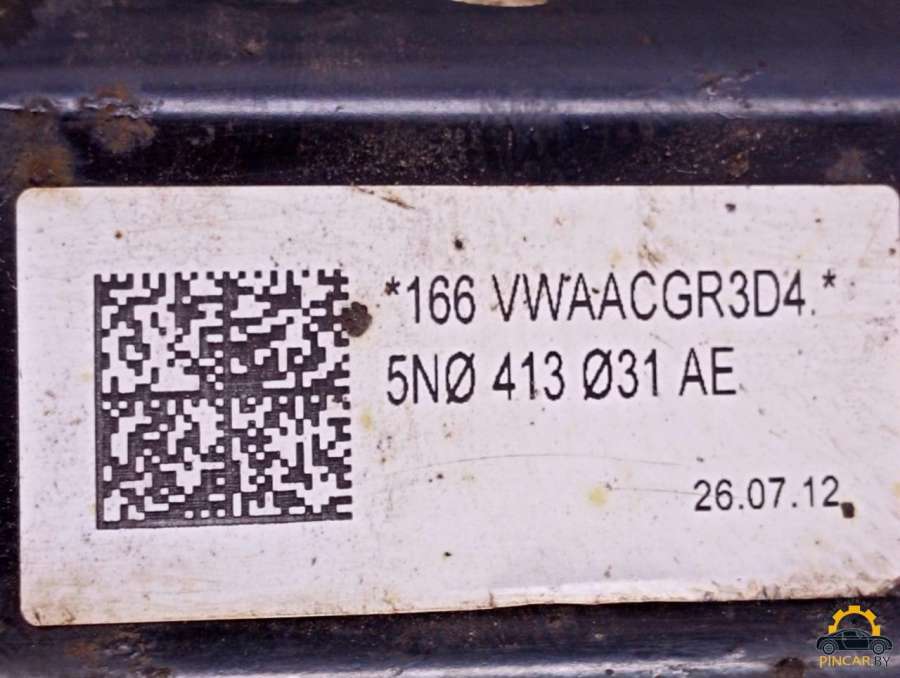 *166 VWAACGR3D4.*
5NØ 413 Ø31 AE
26.07.12
PINCAR.BY